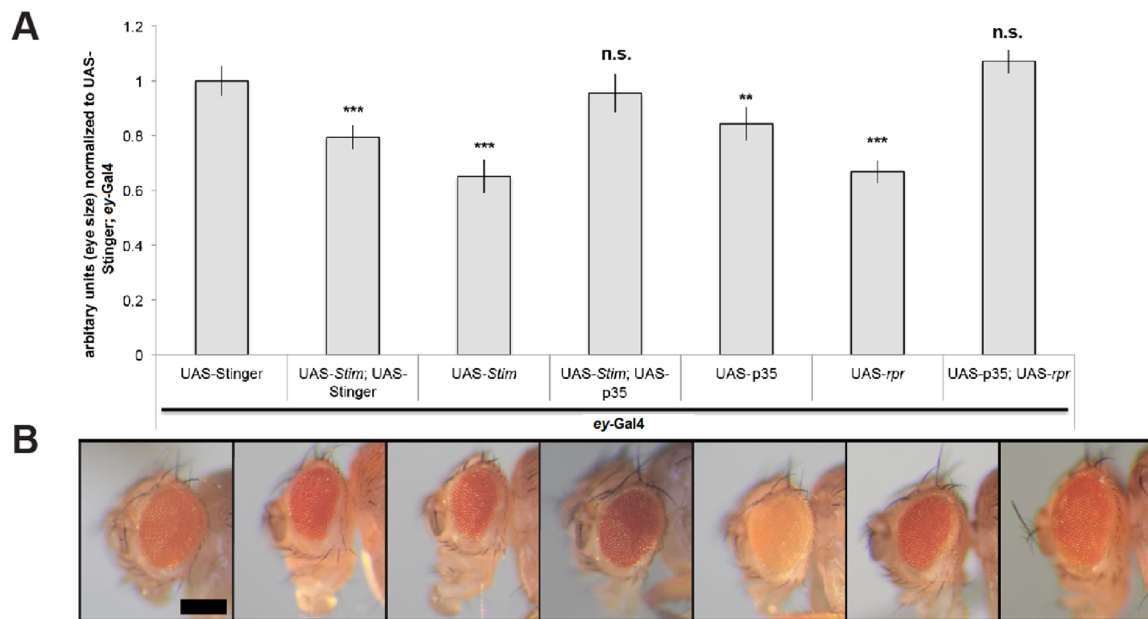 A
arbitary units (eye size) normalized to UAS-
Stinger; ey-Gal4
1.2
1
0.8
0.6
0.4
0.2
0
***
***
n.s.
**
***
n.s.
UAS-Stinger
UAS-Stim; UAS-
Stinger
UAS-Stim
UAS-Stim; UAS-
p35
UAS-p35
UAS-rpr
UAS-p35; UAS-rpr
ey-Gal4
B